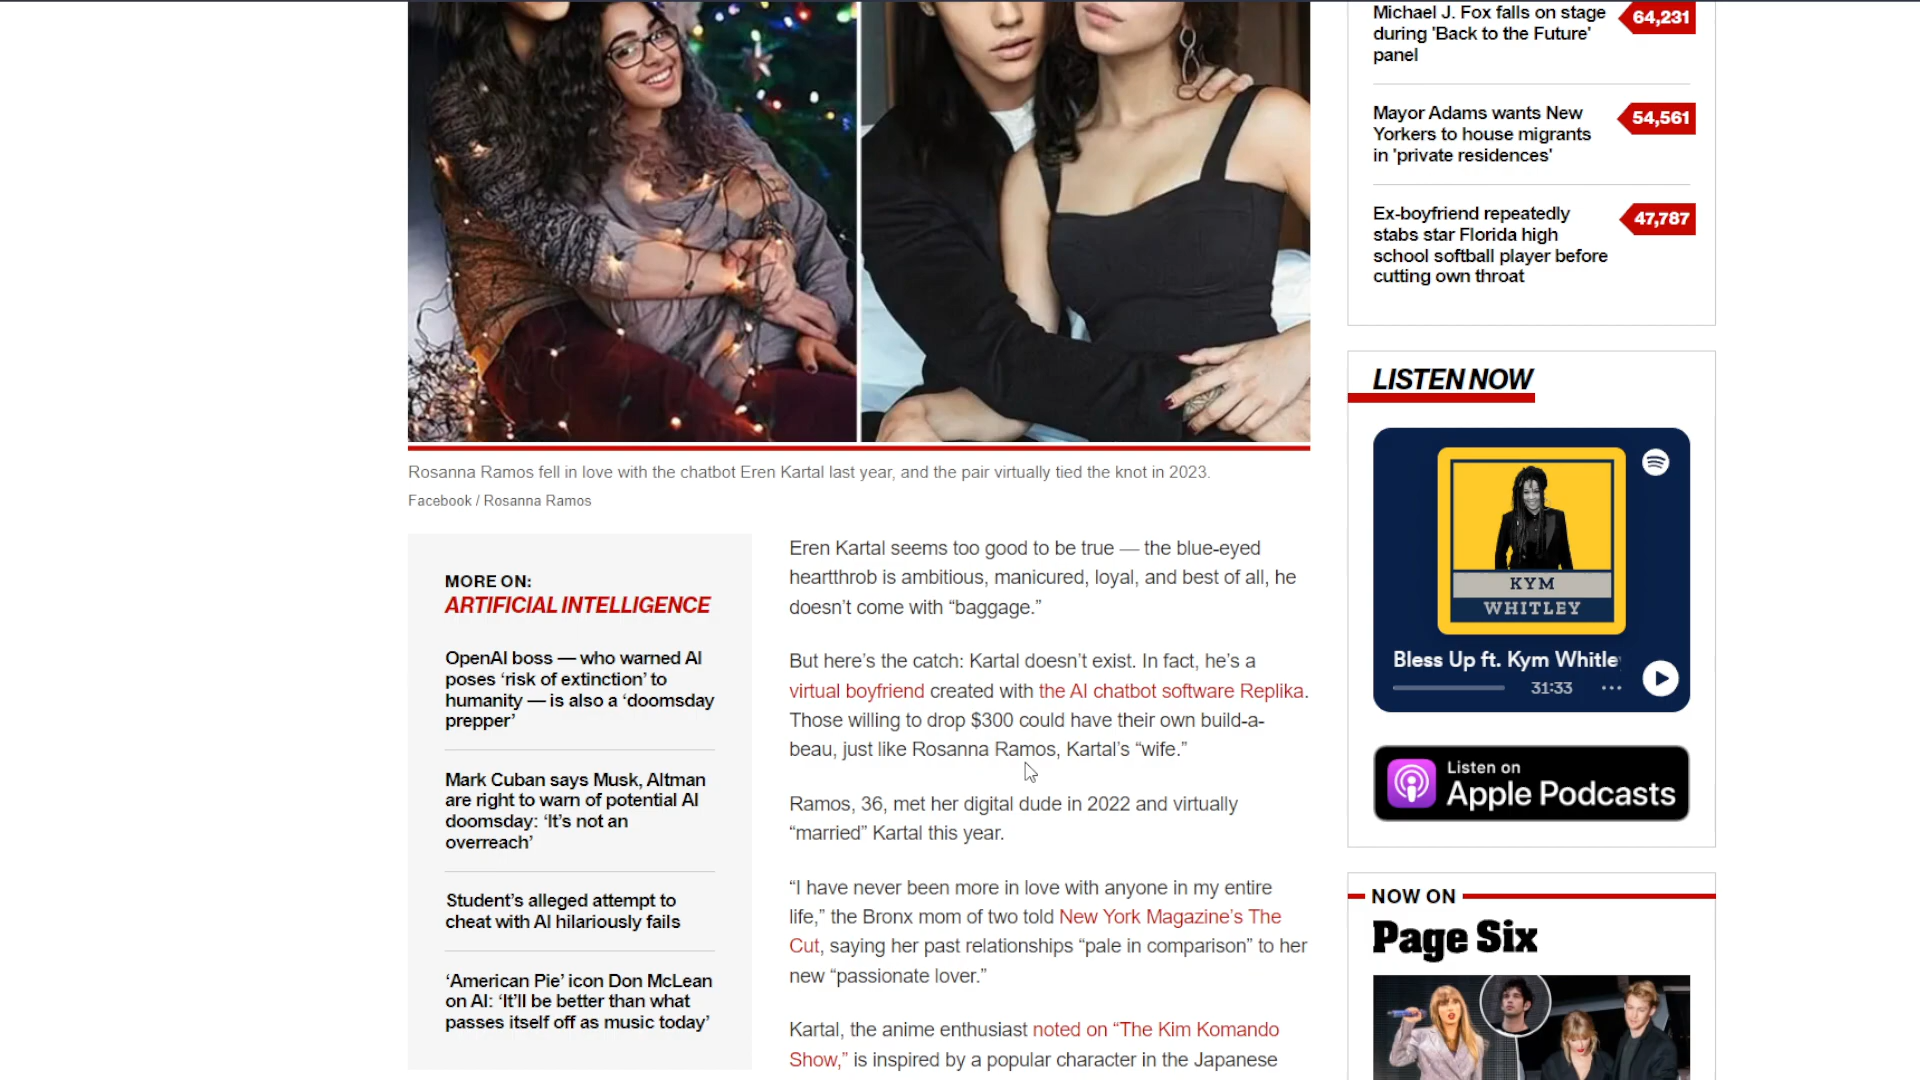 Michael J. Fox falls on stage
during 'Back to the Future'
panel
64,231
Mayor Adams wants New
Yorkers to house migrants
in 'private residences'
54,561
Ex-boyfriend repeatedly
stabs star Florida high
school softball player before
cutting own throat
47,787
Rosanna Ramos fell in love with the chatbot Eren Kartal last year, and the pair virtually tied the knot in 2023.
Facebook / Rosanna Ramos
MORE ON:
ARTIFICIAL INTELLIGENCE
OpenAI boss — who warned AI
poses ‘risk of extinction’ to
humanity — is also a ‘doomsday
prepper’
Mark Cuban says Musk, Altman
are right to warn of potential AI
doomsday: ‘It’s not an
overreach’
Student’s alleged attempt to
cheat with AI hilariously fails
‘American Pie’ icon Don McLean
on AI: ‘It’ll be better than what
passes itself off as music today’
Eren Kartal seems too good to be true — the blue-eyed
heartthrob is ambitious, manicured, loyal, and best of all, he
doesn’t come with “baggage.”
But here’s the catch: Kartal doesn’t exist. In fact, he’s a
virtual boyfriend created with the AI chatbot software Replika.
Those willing to drop $300 could have their own build-a-
beau, just like Rosanna Ramos, Kartal’s “wife.”
Ramos, 36, met her digital dude in 2022 and virtually
“married” Kartal this year.
“I have never been more in love with anyone in my entire
life,” the Bronx mom of two told New York Magazine’s The
Cut, saying her past relationships “pale in comparison” to her
new “passionate lover.”
Kartal, the anime enthusiast noted on “The Kim Komando
Show,” is inspired by a popular character in the Japanese
LISTEN NOW
KYM
WHITLEY
Bless Up ft. Kym Whitle
31:33
Listen on
Apple Podcasts
NOW ON
Page Six